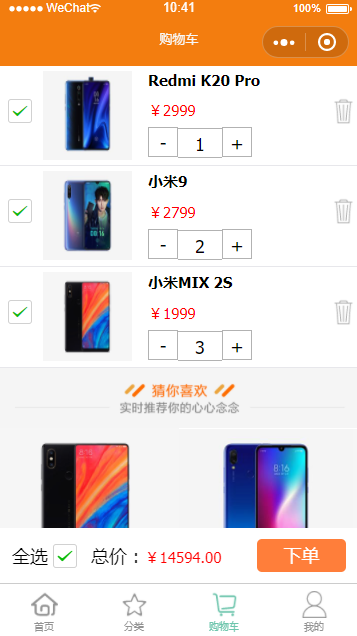 ●●●●● WeChat 10:41 100%
购物车
Redmi K20 Pro
￥2999
- 1 +
小米9
￥2799
- 2 +
小米MIX 2S
￥1999
- 3 +
猜你喜欢
实时推荐你的心心念念
8:16
全选 总价：￥14594.00 下单
首页 分类 购物车 我的